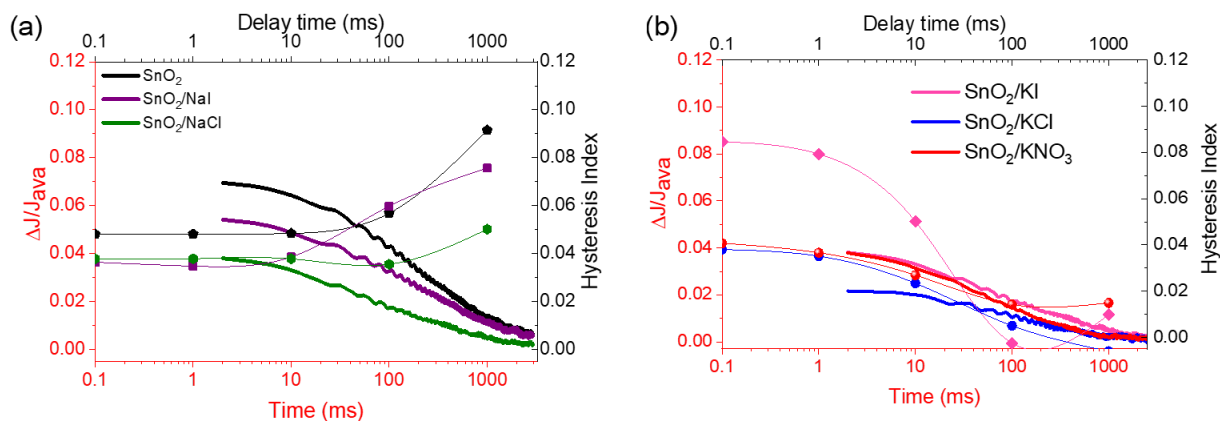 (a)
Delay time (ms)
0.1 1 10 100 1000
0.12 0.12
0.10 0.10
0.08 0.08
0.06 0.06
0.04 0.04
0.02 0.02
0.00 0.00
SnO₂
SnO₂/NaI
SnO₂/NaCl
ΔJ/J_ava
Hysteresis Index
0.1 1 10 100 1000
Time (ms)
(b)
Delay time (ms)
0.1 1 10 100 1000
0.12 0.12
0.10 0.10
0.08 0.08
0.06 0.06
0.04 0.04
0.02 0.02
0.00 0.00
SnO₂/KI
SnO₂/KCl
SnO₂/KNO₃
ΔJ/J_ava
Hysteresis Index
0.1 1 10 100 1000
Time (ms)